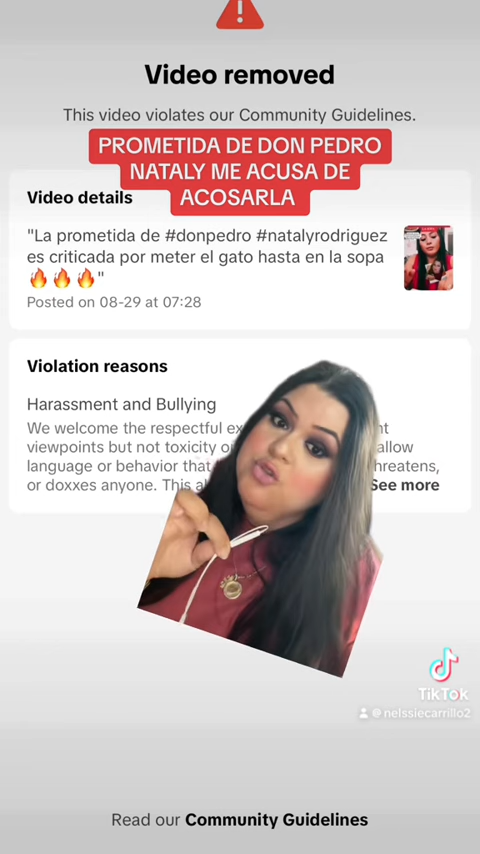 Video removed
This video violates our Community Guidelines.
PROMETIDA DE DON PEDRO
NATALY ME ACUSA DE
ACOSARLA
Video details
"La prometida de #donpedro #natalyrodriguez
es criticada por meter el gato hasta en la sopa
🔥🔥🔥"
Posted on 08-29 at 07:28
Violation reasons
Harassment and Bullying
We welcome the respectful
viewpoints but not toxicity allow
language or behavior that threatens,
or doxxes anyone. This See more
TikTok
@nelssiecarrillo2
Read our Community Guidelines